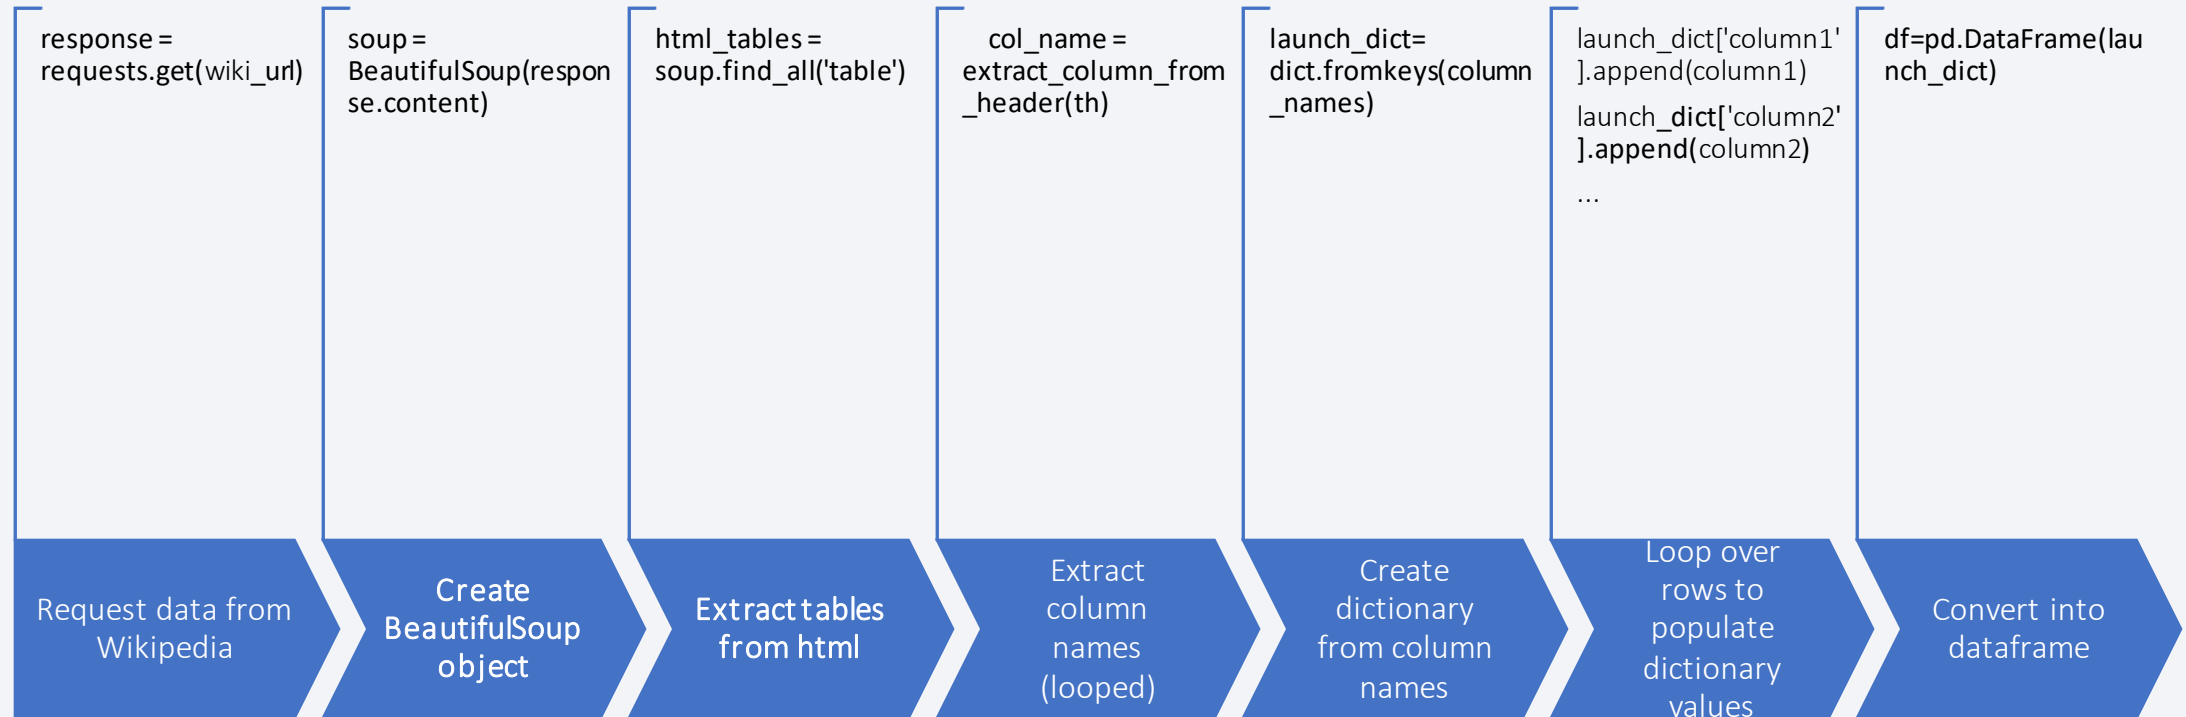 response =
requests.get(wiki_url)
soup =
BeautifulSoup(respon
se.content)
html_tables =
soup.find_all('table')
col_name =
extract_column_from
_header(th)
launch_dict=
dict.fromkeys(column
_names)
launch_dict['column1'
].append(column1)
launch_dict['column2'
].append(column2)
...
df=pd.DataFrame(lau
nch_dict)
Request data from
Wikipedia
Create
BeautifulSoup
object
Extract tables
from html
Extract
column
names
(looped)
Create
dictionary
from column
names
Loop over
rows to
populate
dictionary
values
Convert into
dataframe